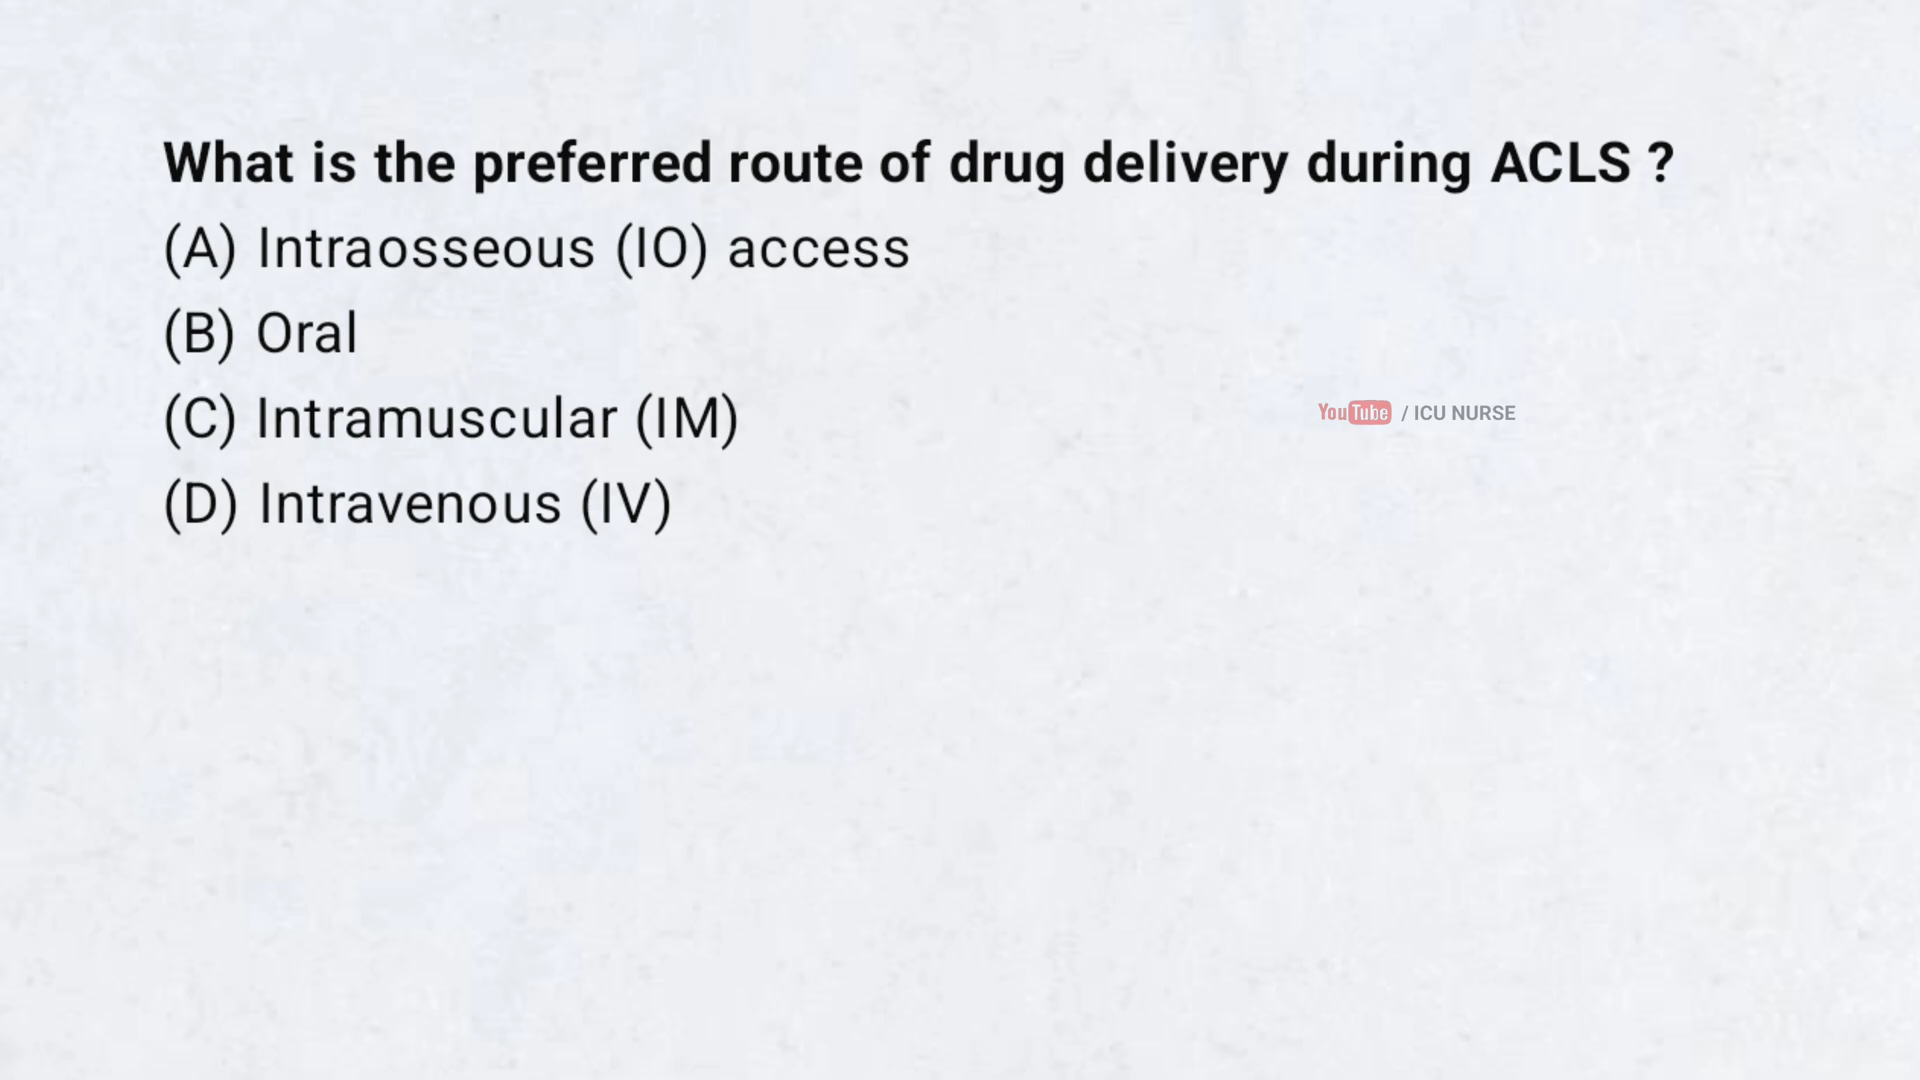 What is the preferred route of drug delivery during ACLS ?
(A) Intraosseous (IO) access
(B) Oral
(C) Intramuscular (IM)
YouTube / ICU NURSE
(D) Intravenous (IV)